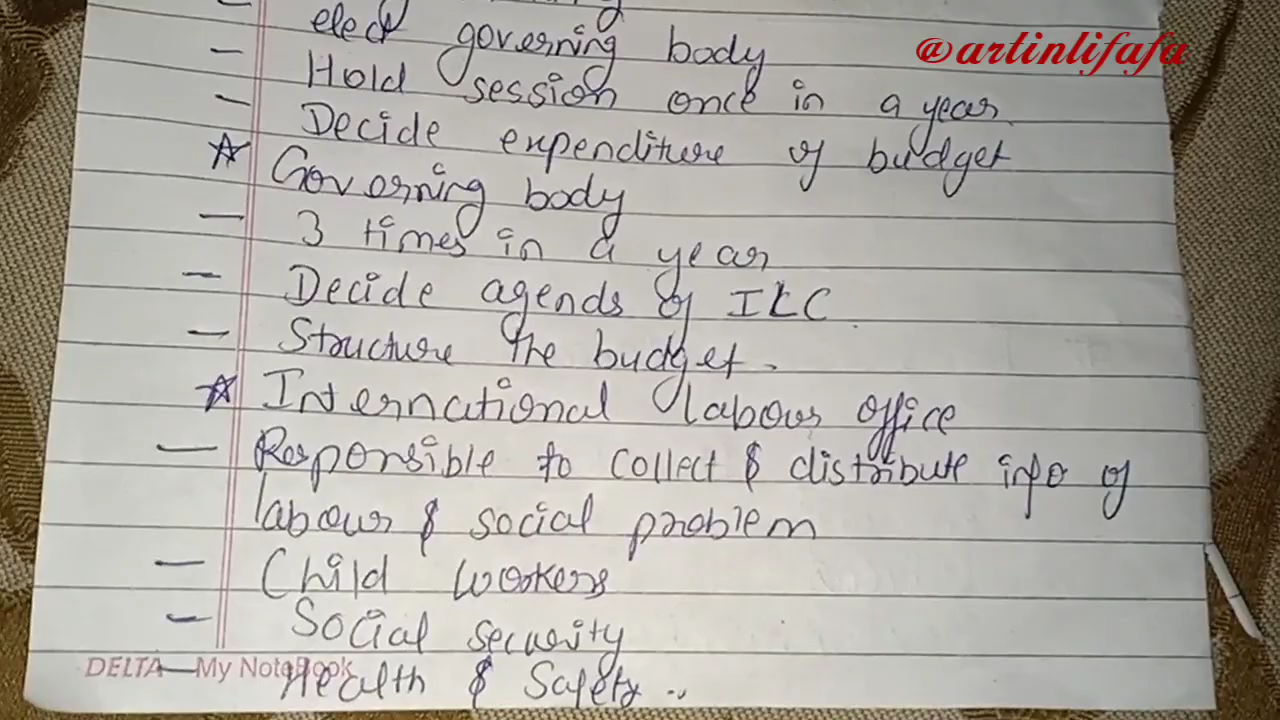 elect governing body
@artinlifafa
- Hold session once in a year
- Decide expenditure of budget
☆ Governing body
- 3 times in a year
- Decide agends of ILC
- Structure the budget.
☆ International labour office
- Responsible to collect & distribute info of
labour & social problem
- Child workers
- Social security
- Health & Safety..
DELTA My NoteBook